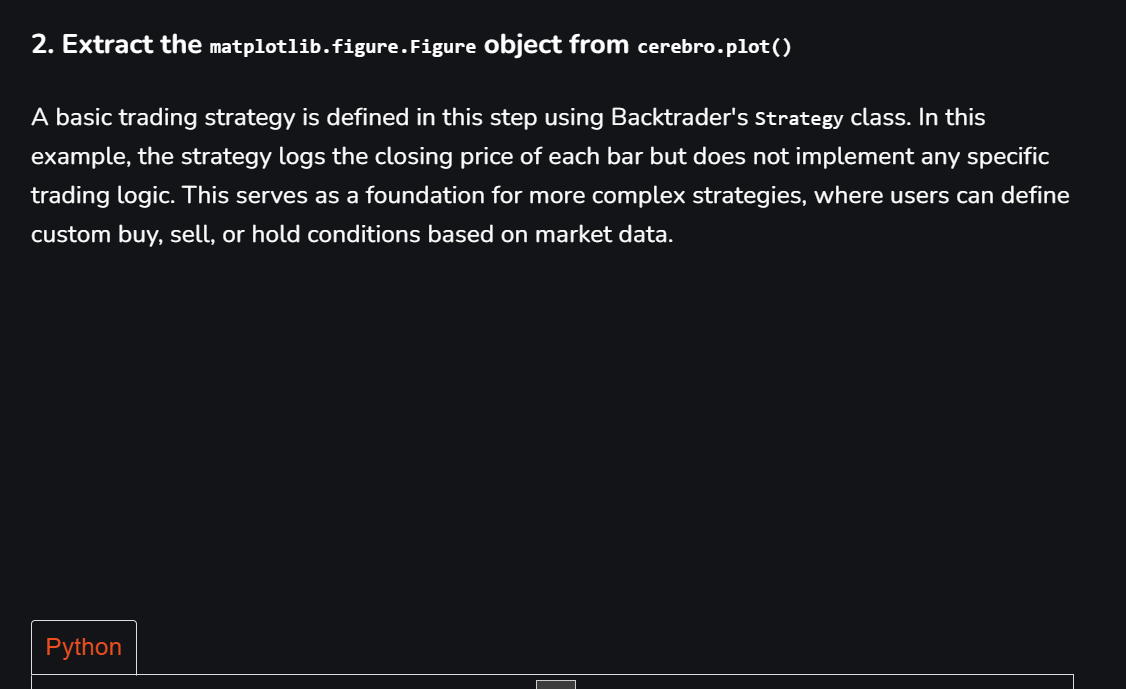 2. Extract the matplotlib.figure.Figure object from cerebro.plot()
A basic trading strategy is defined in this step using Backtrader's Strategy class. In this
example, the strategy logs the closing price of each bar but does not implement any specific
trading logic. This serves as a foundation for more complex strategies, where users can define
custom buy, sell, or hold conditions based on market data.
Python